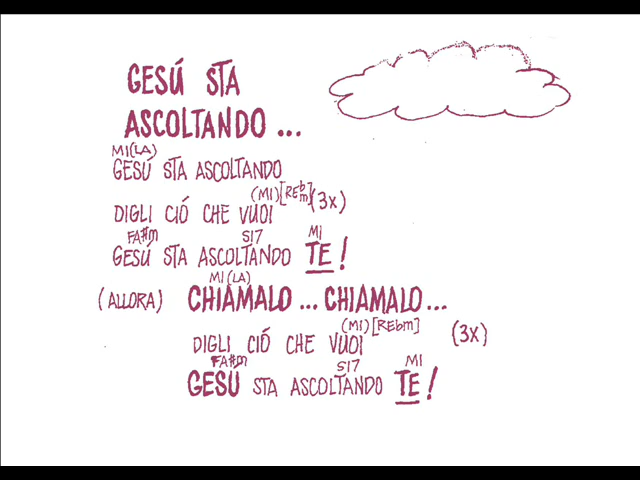 GESÚ STA
ASCOLTANDO ...
MI(LA)
GESÚ STA ASCOLTANDO
(MI)[REbm]
DIGLI CIÓ CHE VUOI (3X)
FA#m SI7 MI
GESÚ STA ASCOLTANDO TE!
MI(LA)
(ALLORA) CHIAMALO ... CHIAMALO ...
(MI)[REbm]
DIGLI CIÓ CHE VUOI (3X)
FA#m SI7 MI
GESÚ STA ASCOLTANDO TE!